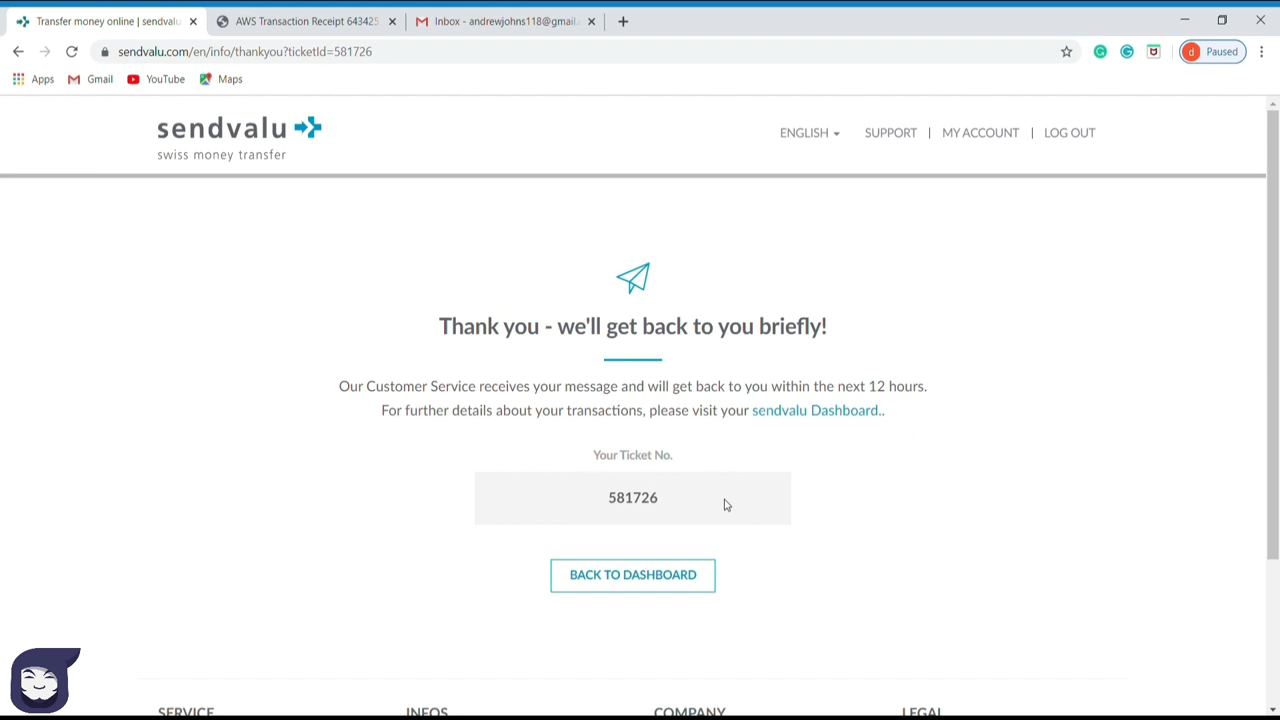 Transfer money online | sendvalu
AWS Transaction Receipt 643425
Inbox - andrewjohns118@gmail.
sendvalu.com/en/info/thankyou?ticketId=581726
d Paused
Apps Gmail YouTube Maps
sendvalu
swiss money transfer
ENGLISH SUPPORT | MY ACCOUNT | LOG OUT
Thank you - we'll get back to you briefly!
Our Customer Service receives your message and will get back to you within the next 12 hours.
For further details about your transactions, please visit your sendvalu Dashboard..
Your Ticket No.
581726
BACK TO DASHBOARD
SERVICE INFOS COMPANY LEGAL